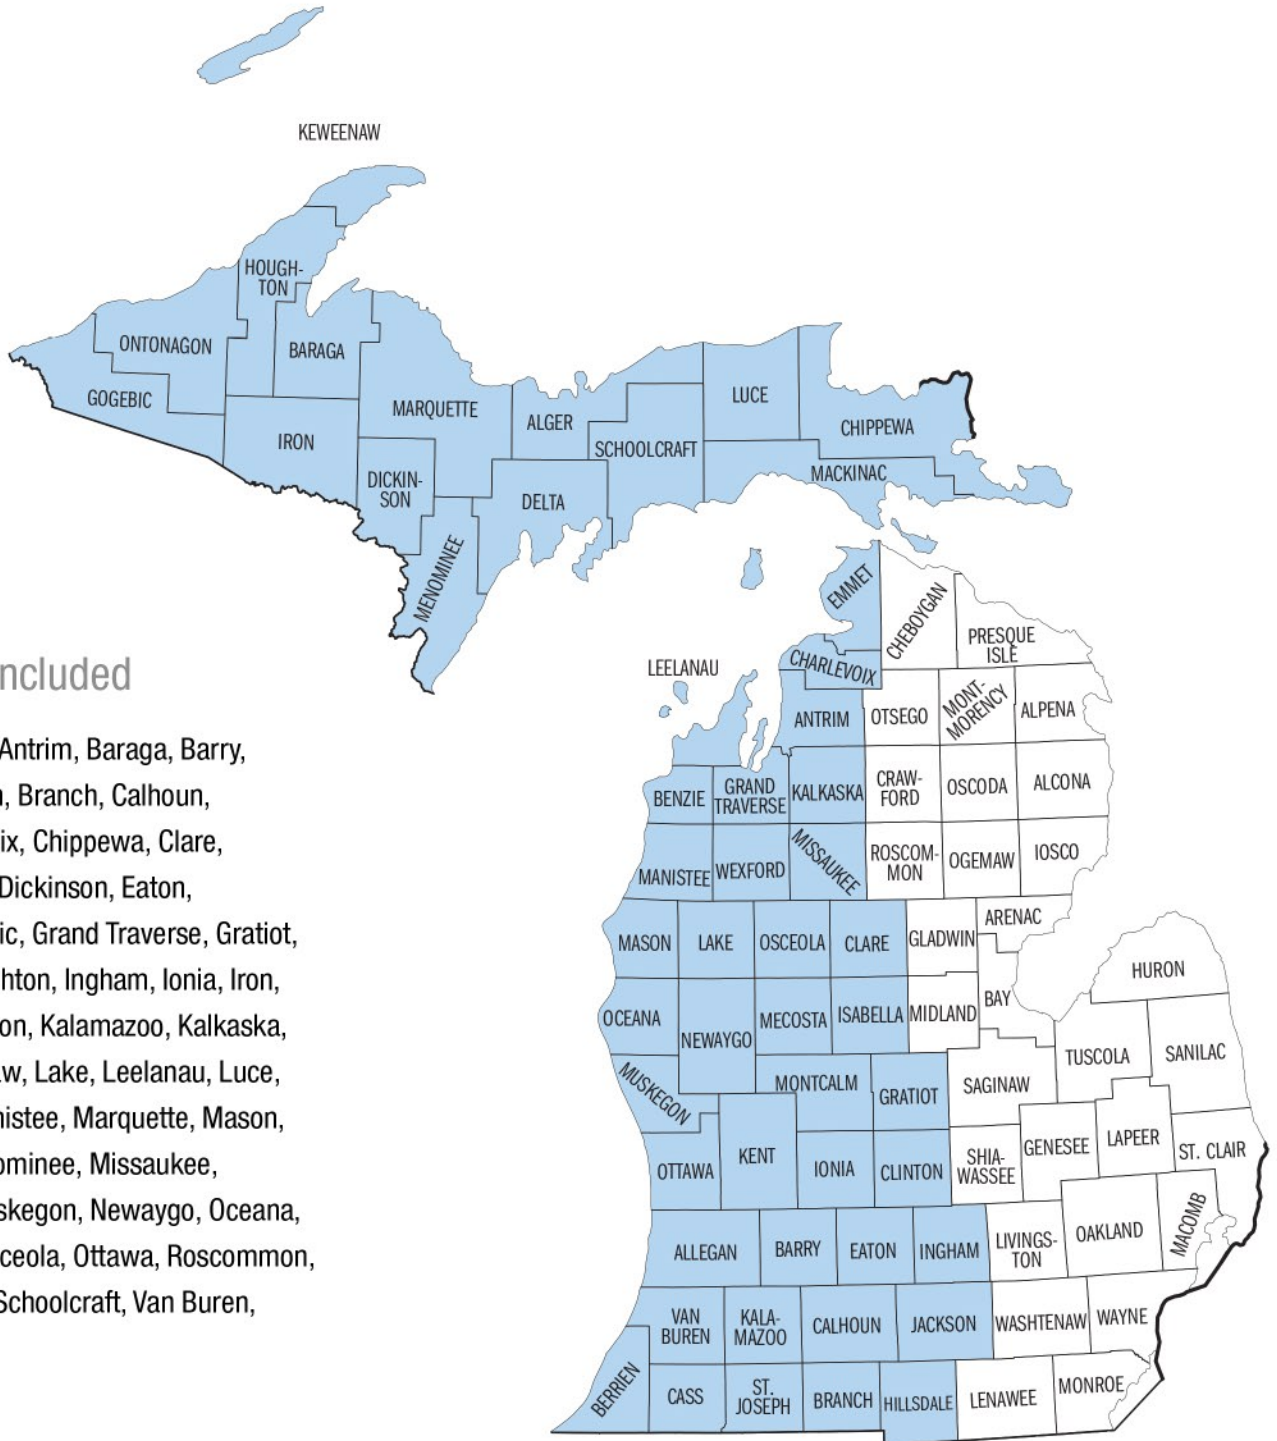 KEWEENAW
HOUGH-
TON
ONTONAGON
BARAGA
GOGEBIC
MARQUETTE
IRON
ALGER
LUCE
CHIPPEWA
SCHOOLCRAFT
MACKINAC
DICKIN-
SON
DELTA
MENOMINEE
EMMET
CHEBOYGAN
PRESQUE
ISLE
LEELANAU
CHARLEVOIX
ANTRIM
OTSEGO
MONT-
MORENCY
ALPENA
BENZIE
GRAND
TRAVERSE
KALKASKA
CRAW-
FORD
OSCODA
ALCONA
MANISTEE
WEXFORD
MISSAUKEE
ROSCOM-
MON
OGEMAW
IOSCO
MASON
LAKE
OSCEOLA
CLARE
GLADWIN
ARENAC
HURON
OCEANA
NEWAYGO
MECOSTA
ISABELLA
MIDLAND
BAY
TUSCOLA
SANILAC
MUSKEGON
MONTCALM
GRATIOT
SAGINAW
OTTAWA
KENT
IONIA
CLINTON
SHIA-
WASSEE
GENESEE
LAPEER
ST. CLAIR
ALLEGAN
BARRY
EATON
INGHAM
LIVINGS-
TON
OAKLAND
MACOMB
VAN
BUREN
KALA-
MAZOO
CALHOUN
JACKSON
WASHTENAW
WAYNE
BERRIEN
CASS
ST.
JOSEPH
BRANCH
HILLSDALE
LENAWEE
MONROE
ncluded
Antrim, Baraga, Barry,
, Branch, Calhoun,
ix, Chippewa, Clare,
Dickinson, Eaton,
ic, Grand Traverse, Gratiot,
hton, Ingham, Ionia, Iron,
on, Kalamazoo, Kalkaska,
w, Lake, Leelanau, Luce,
istee, Marquette, Mason,
ominee, Missaukee,
skegon, Newaygo, Oceana,
ceola, Ottawa, Roscommon,
Schoolcraft, Van Buren,